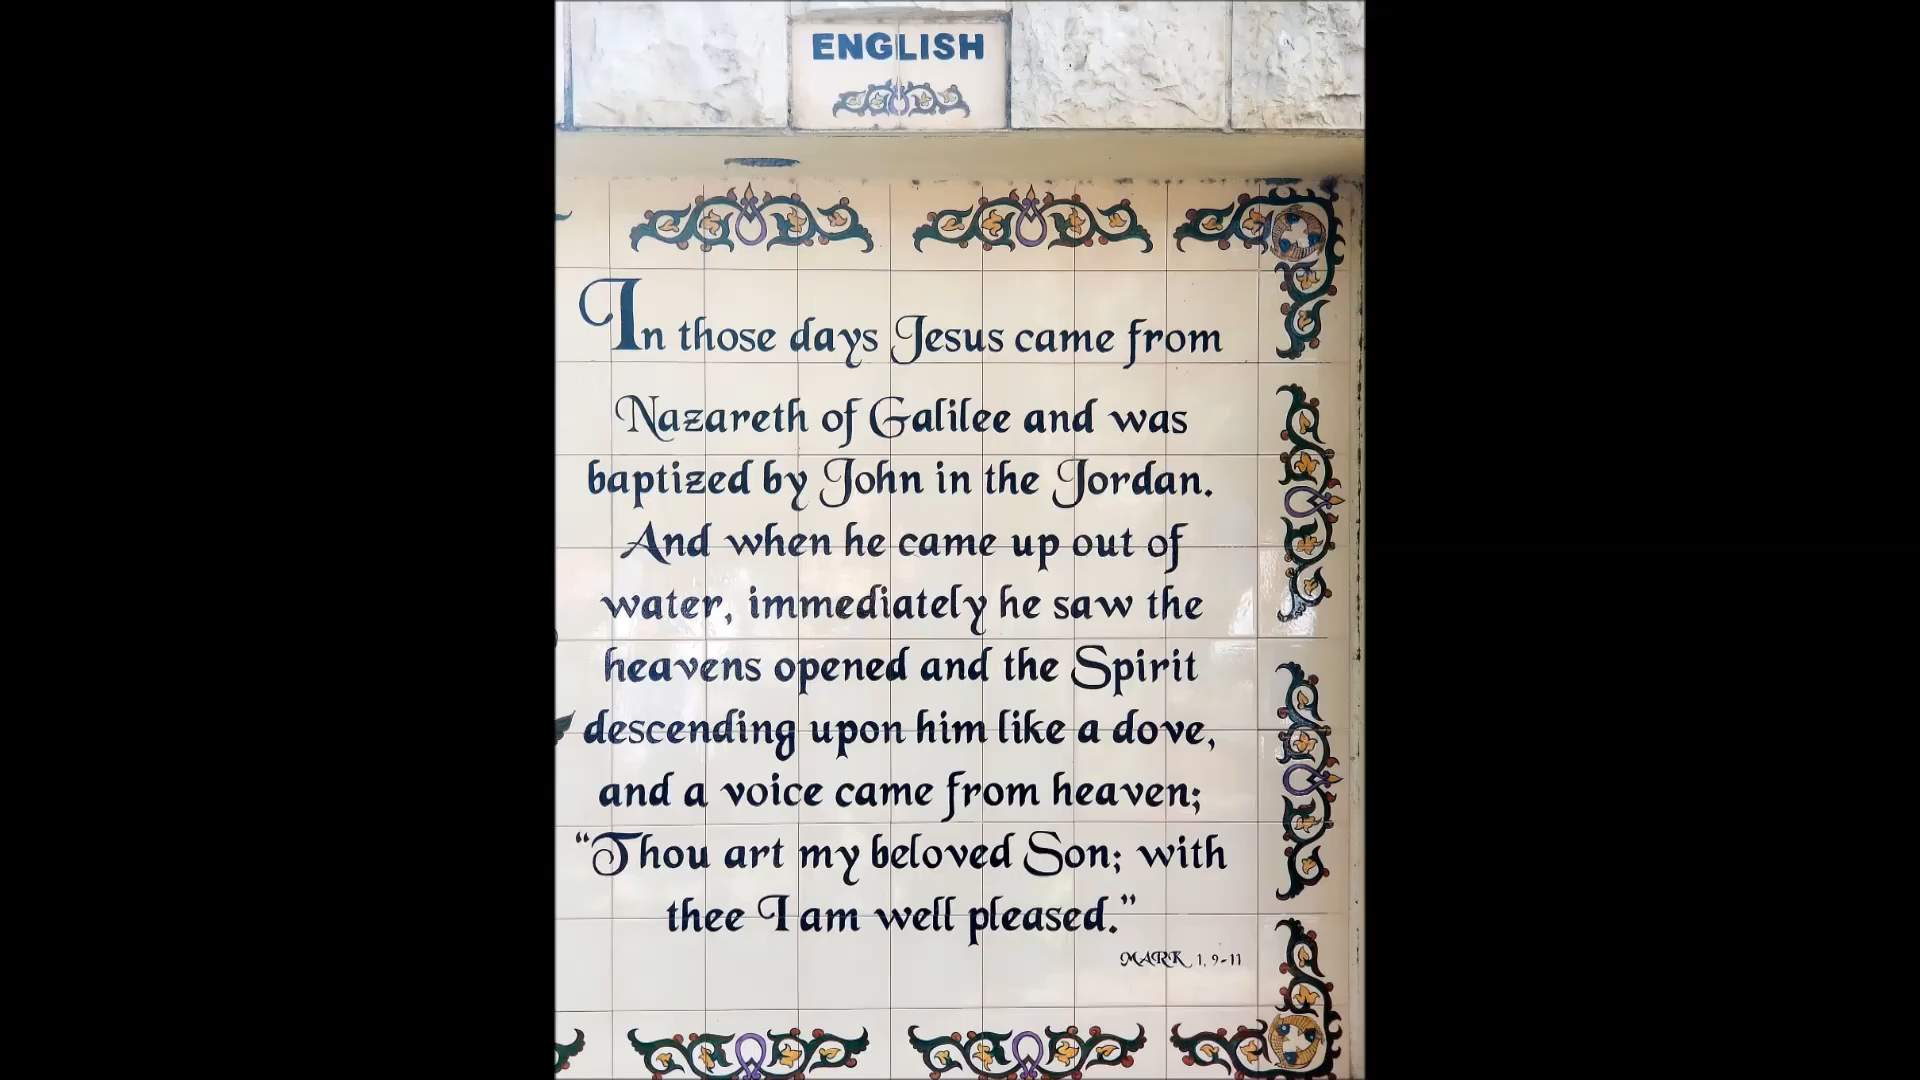 ENGLISH
In those days Jesus came from
Nazareth of Galilee and was
baptized by John in the Jordan.
And when he came up out of
water, immediately he saw the
heavens opened and the Spirit
descending upon him like a dove,
and a voice came from heaven;
“Thou art my beloved Son; with
thee I am well pleased.”
MARK 1, 9-11